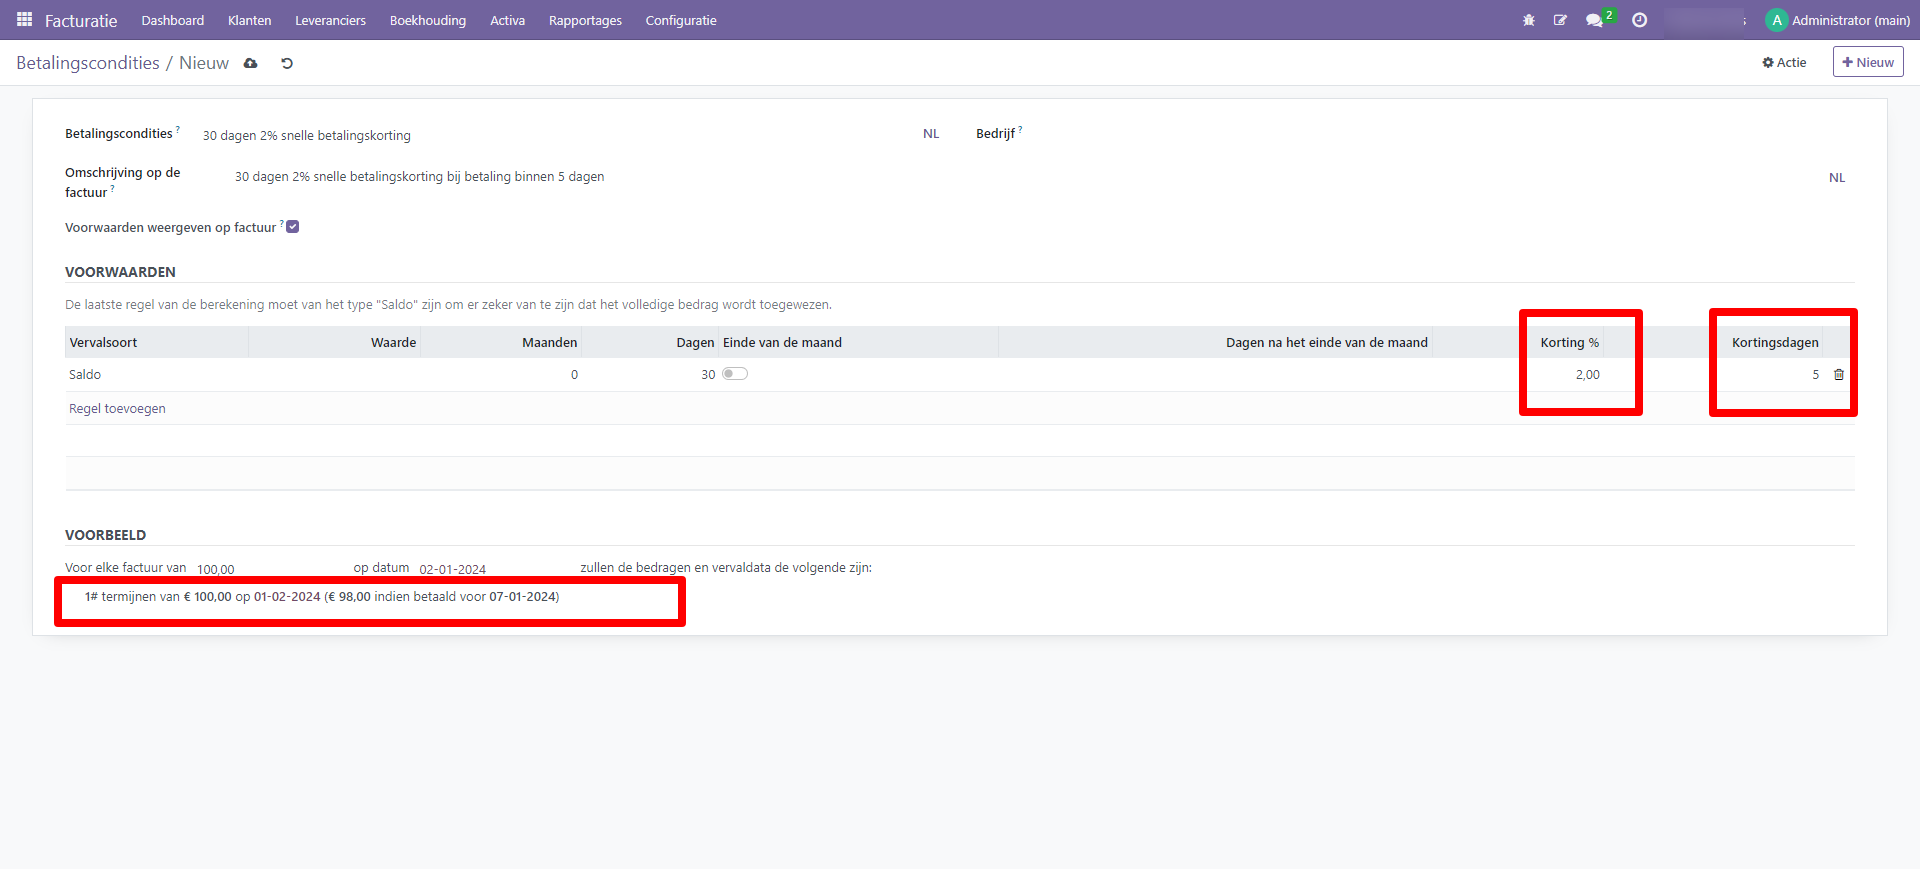 Facturatie Dashboard Klanten Leveranciers Boekhouding Activa Rapportages Configuratie 2 A Administrator (main)
Betalingscondities / Nieuw Actie + Nieuw
Betalingscondities ? 30 dagen 2% snelle betalingskorting NL Bedrijf ?
Omschrijving op de factuur ? 30 dagen 2% snelle betalingskorting bij betaling binnen 5 dagen NL
Voorwaarden weergeven op factuur ?
VOORWAARDEN
De laatste regel van de berekening moet van het type "Saldo" zijn om er zeker van te zijn dat het volledige bedrag wordt toegewezen.
Vervalsoort Waarde Maanden Dagen Einde van de maand Dagen na het einde van de maand Korting % Kortingsdagen
Saldo 0 30 2,00 5
Regel toevoegen
VOORBEELD
Voor elke factuur van 100,00 op datum 02-01-2024 zullen de bedragen en vervaldata de volgende zijn:
1# termijnen van € 100,00 op 01-02-2024 (€ 98,00 indien betaald voor 07-01-2024)